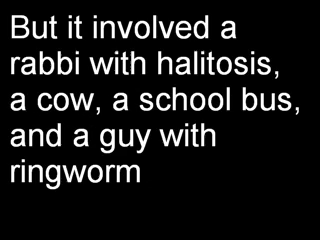 But it involved a
rabbi with halitosis,
a cow, a school bus,
and a guy with
ringworm